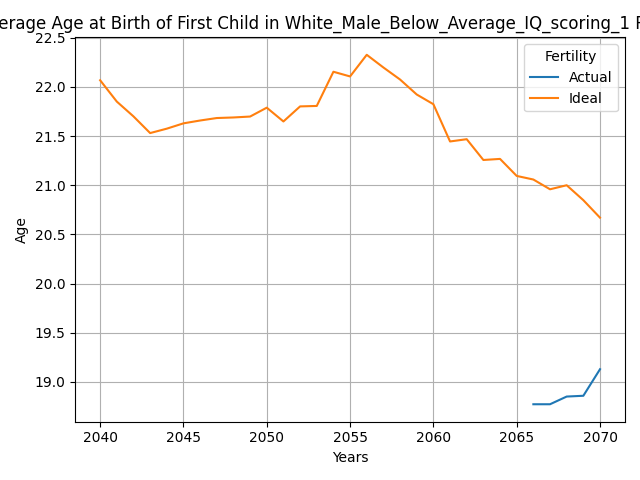 erage Age at Birth of First Child in White_Male_Below_Average_IQ_scoring_1
Fertility
Actual
Ideal
Age
22.5
22.0
21.5
21.0
20.5
20.0
19.5
19.0
2040
2045
2050
2055
2060
2065
2070
Years